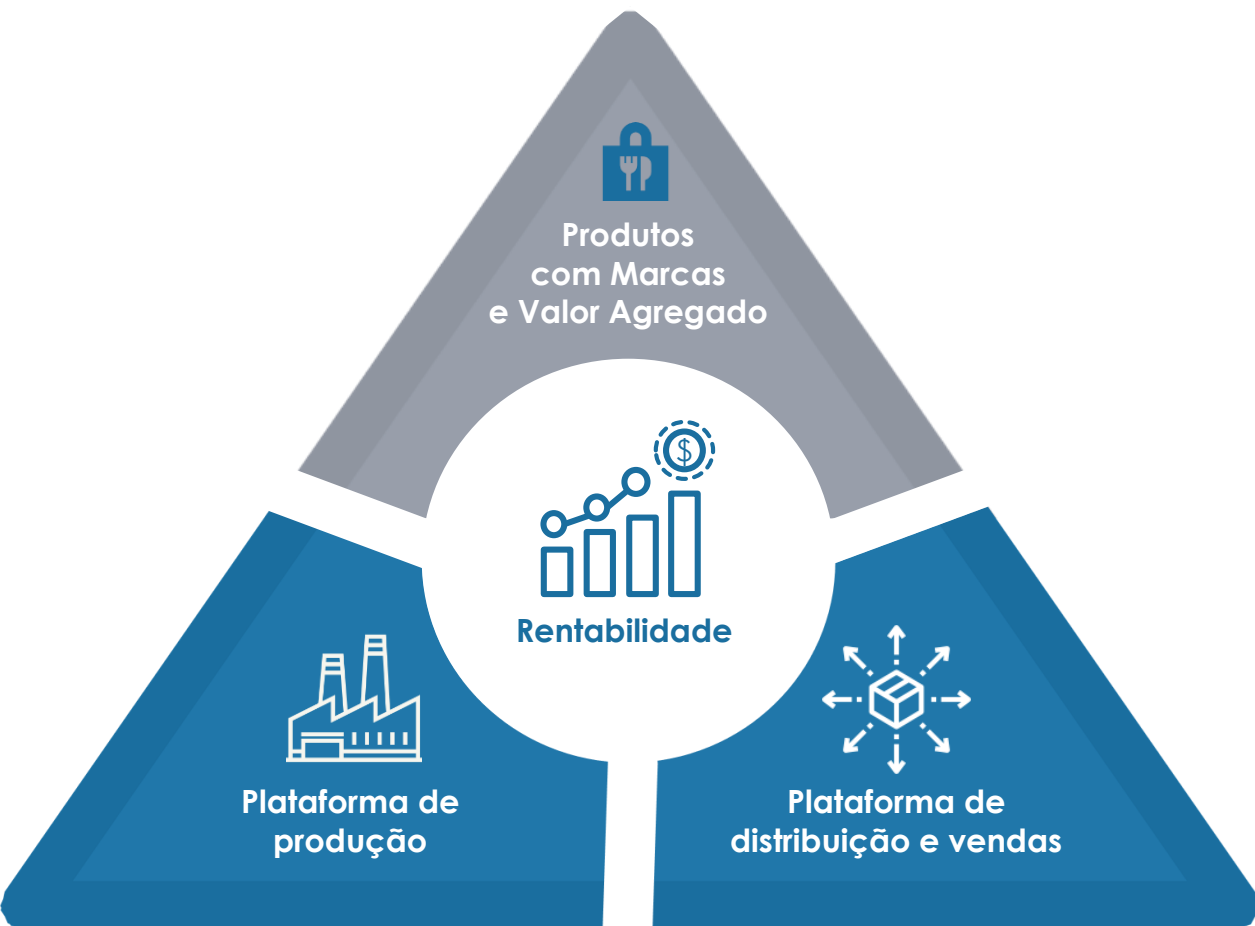 Produtos
com Marcas
e Valor Agregado
$
Rentabilidade
Plataforma de
produção
Plataforma de
distribuição e vendas